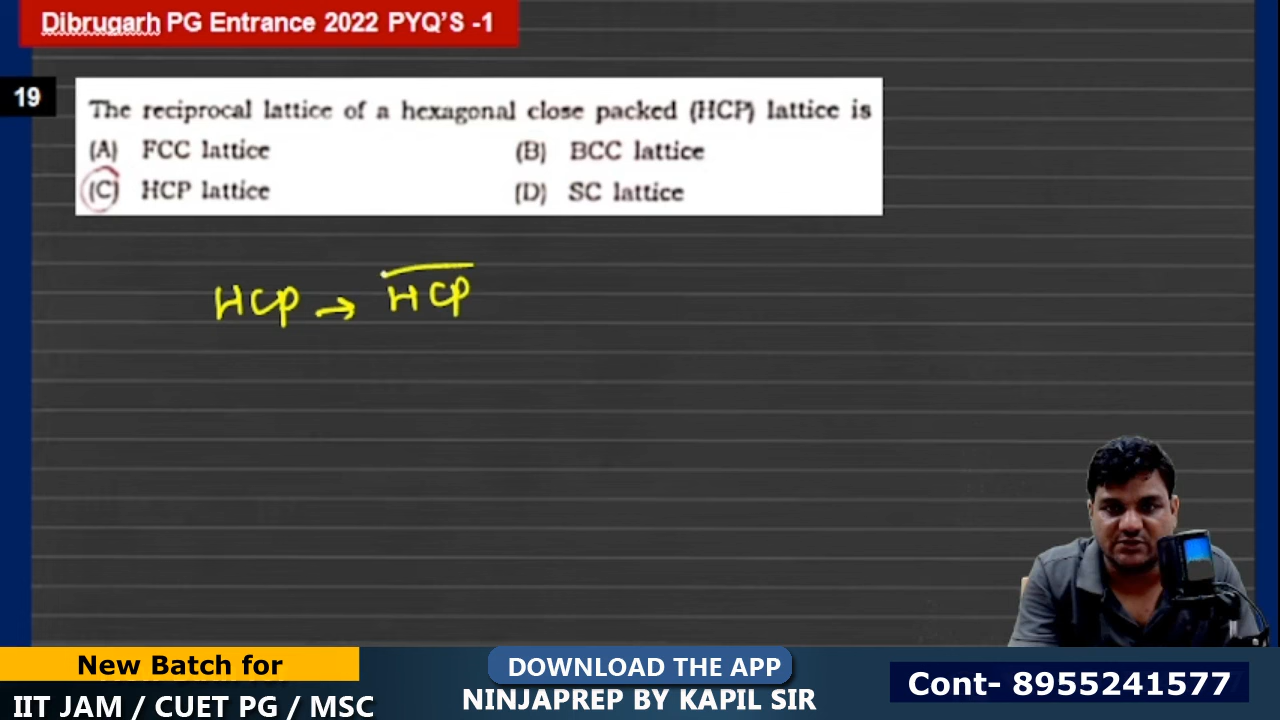 Dibrugarh PG Entrance 2022 PYQ'S -1
19
The reciprocal lattice of a hexagonal close packed (HCP) lattice is
(A) FCC lattice
(B) BCC lattice
(C) HCP lattice
(D) SC lattice
HCP → HCP
New Batch for
IIT JAM / CUET PG / MSC
DOWNLOAD THE APP
NINJAPREP BY KAPIL SIR
Cont- 8955241577